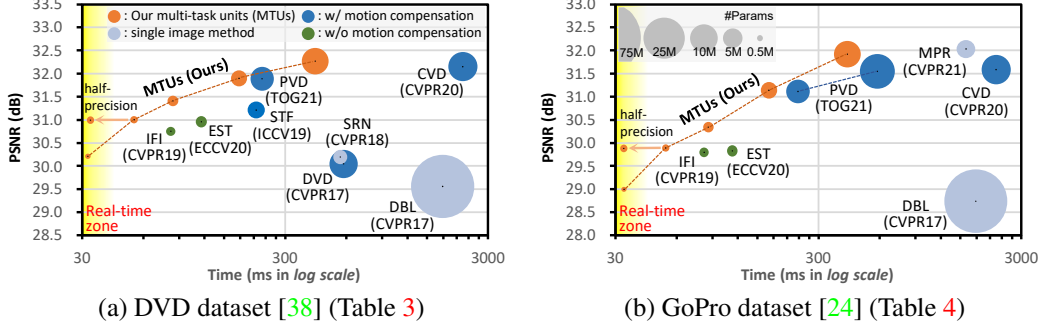 : Our multi-task units (MTUs)
: w/ motion compensation
: single image method
: w/o motion compensation
PSNR (dB)
33.0
32.5
32.0
31.5
31.0
30.5
30.0
29.5
29.0
28.5
half-
precision
MTUs (Ours)
IFI
(CVPR19)
EST
(ECCV20)
PVD
(TOG21)
STF
(ICCV19)
SRN
(CVPR18)
DVD
(CVPR17)
CVD
(CVPR20)
DBL
(CVPR17)
Real-time
zone
30
300
3000
Time (ms in log scale)
(a) DVD dataset [38] (Table 3)
#Params
75M
25M
10M
5M
0.5M
PSNR (dB)
33.0
32.5
32.0
31.5
31.0
30.5
30.0
29.5
29.0
28.5
half-
precision
MTUs (Ours)
IFI
(CVPR19)
EST
(ECCV20)
PVD
(TOG21)
MPR
(CVPR21)
CVD
(CVPR20)
DBL
(CVPR17)
Real-time
zone
30
300
3000
Time (ms in log scale)
(b) GoPro dataset [24] (Table 4)